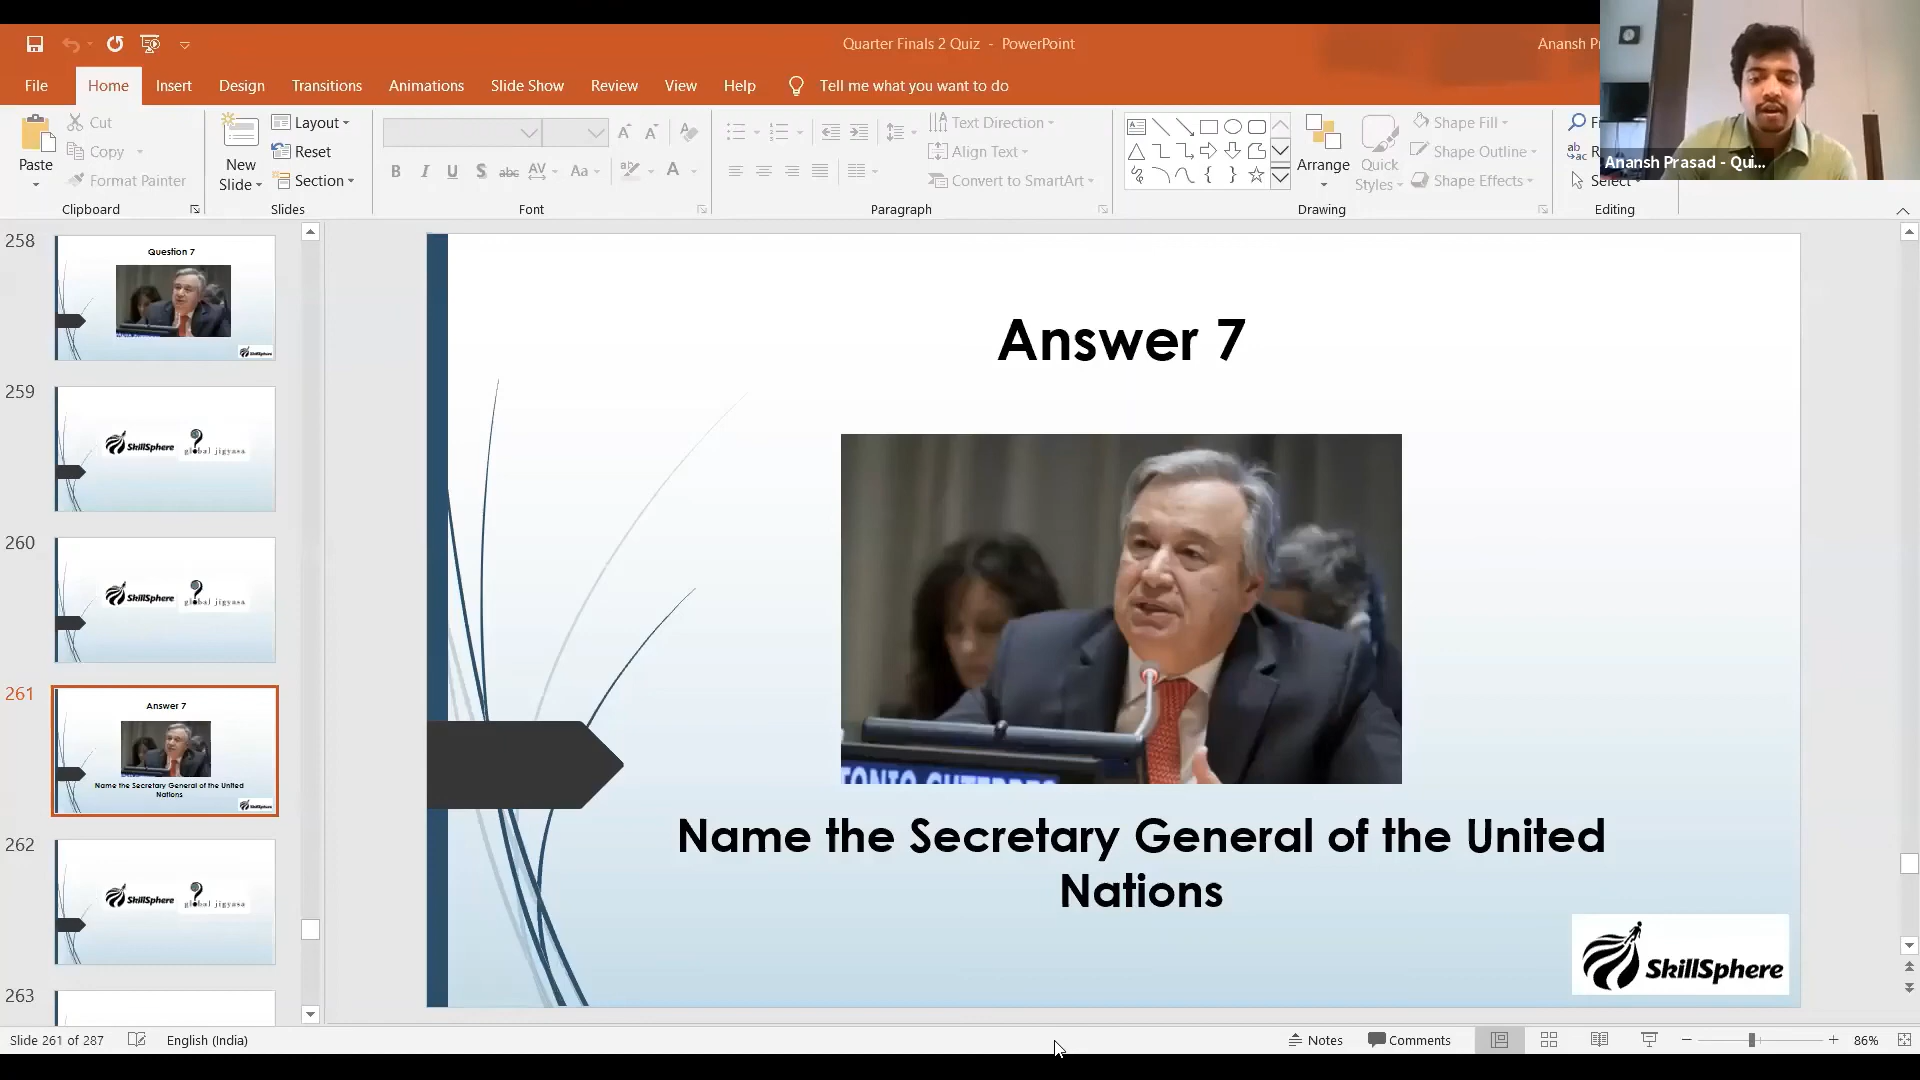 Quarter Finals 2 Quiz - PowerPoint
Anansh P
File Home Insert Design Transitions Animations Slide Show Review View Help Tell me what you want to do
Paste
Cut
Copy
Format Painter
Clipboard
New Slide
Layout
Reset
Section
Slides
B I U S abc AV Aa A
Font
Text Direction
Align Text
Convert to SmartArt
Paragraph
Arrange
Quick Styles
Shape Fill
Shape Outline
Shape Effects
Drawing
Select
Editing
Anansh Prasad - Qui...
258
Question 7
SkillSphere
259
SkillSphere global jigyasa
260
SkillSphere global jigyasa
261
Answer 7
Name the Secretary General of the United
Nations
SkillSphere
262
SkillSphere global jigyasa
263
Answer 7
Name the Secretary General of the United
Nations
SkillSphere
Slide 261 of 287 English (India) Notes Comments 86%